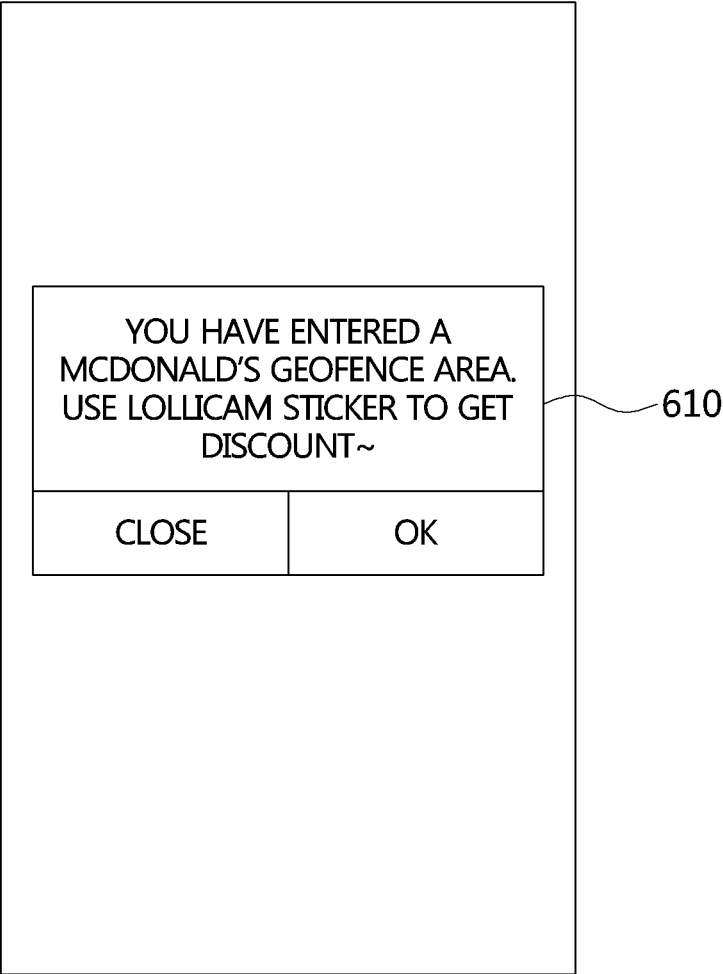 YOU HAVE ENTERED A
MCDONALD'S GEOFENCE AREA.
USE LOLLICAM STICKER TO GET
DISCOUNT~
610
CLOSE OK